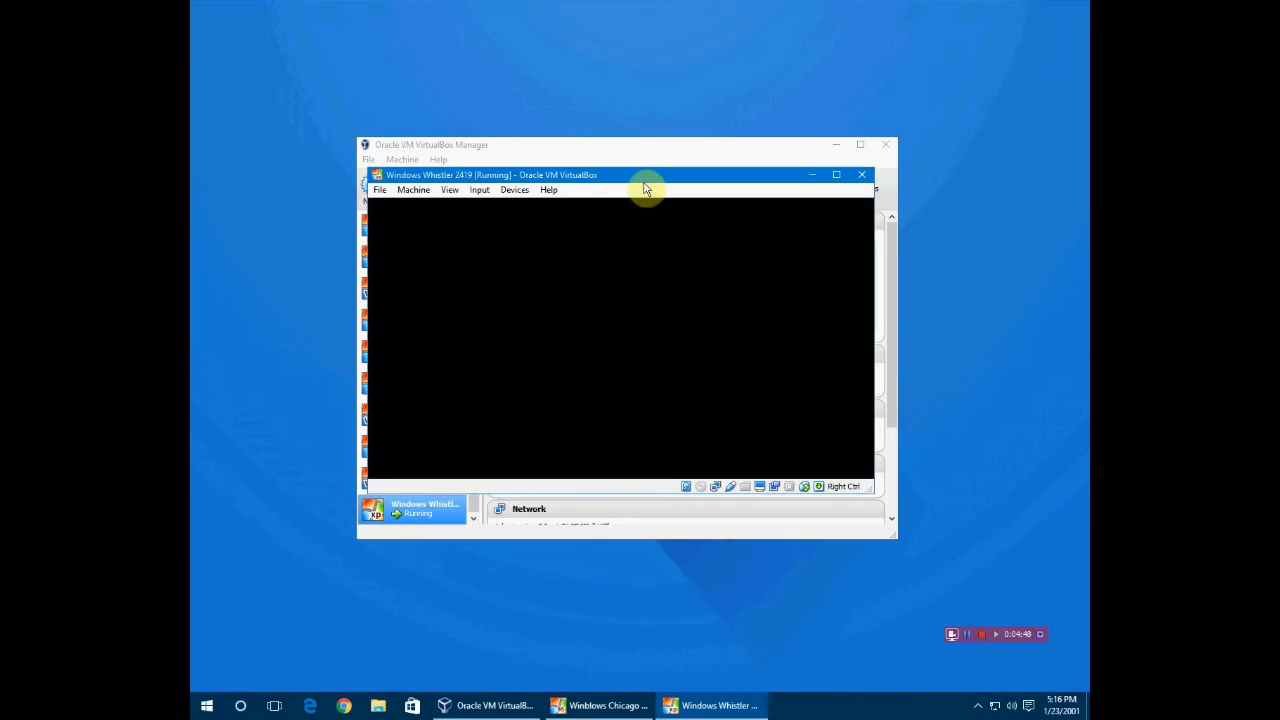 Oracle VM VirtualBox Manager
File Machine Help
Windows Whistler 2419 [Running] - Oracle VM VirtualBox
File Machine View Input Devices Help
Right Ctrl
Windows Whistl...
Running
Network
0:04:48
Oracle VM VirtualB...
Winblows Chicago ...
Windows Whistler ...
5:16 PM
1/23/2001